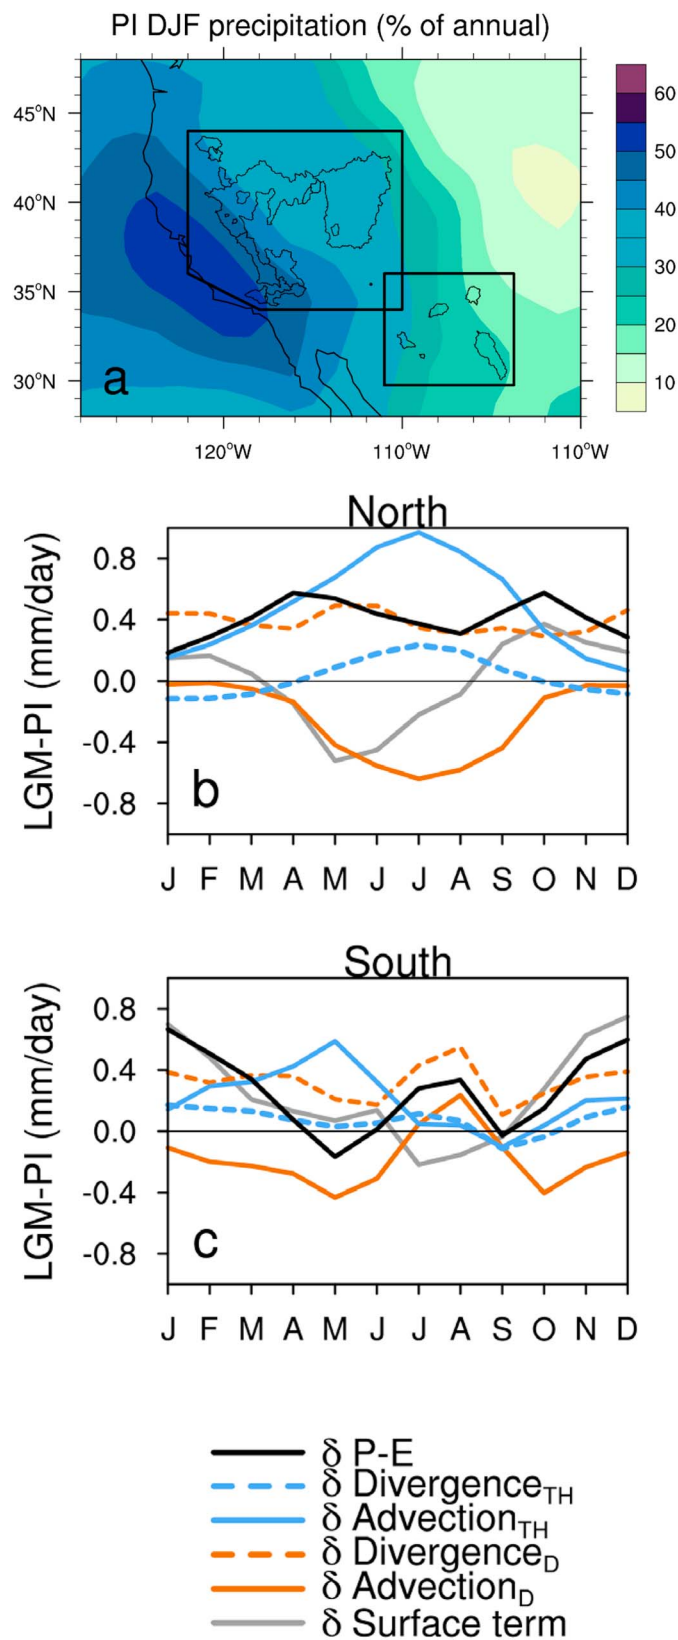 PI DJF precipitation (% of annual)
45°N
40°N
35°N
30°N
a
120°W
110°W
110°W
60
50
40
30
20
10
North
LGM-PI (mm/day)
0.8
0.4
0.0
-0.4
-0.8
b
J F M A M J J A S O N D
South
LGM-PI (mm/day)
0.8
0.4
0.0
-0.4
-0.8
c
J F M A M J J A S O N D
δ P-E
δ Divergence_TH
δ Advection_TH
δ Divergence_D
δ Advection_D
δ Surface term